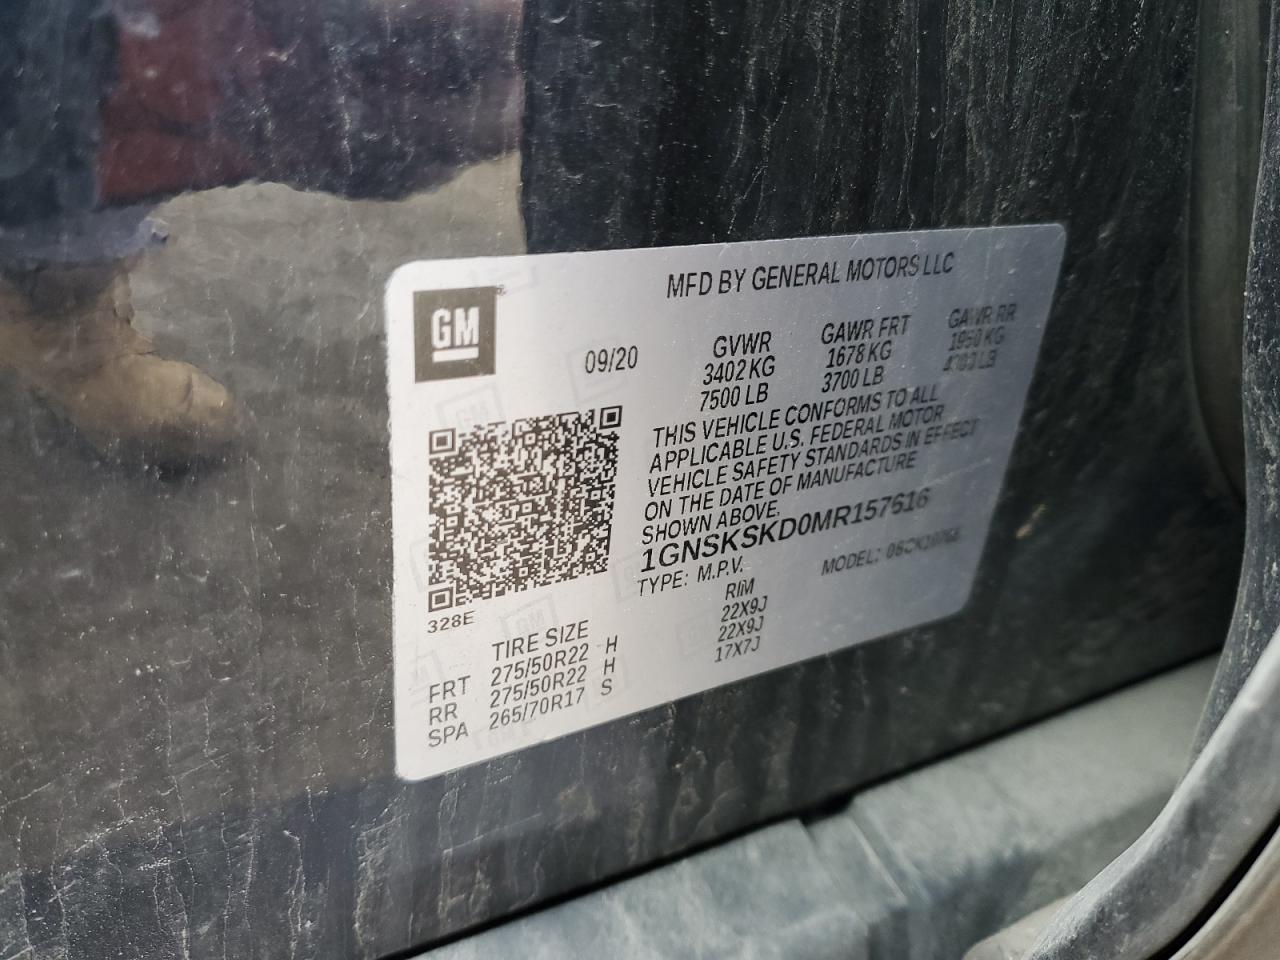 MFD BY GENERAL MOTORS LLC
GM
09/20
GVWR GAWR FRT GAWR RR
3402 KG 1678 KG 1950 KG
7500 LB 3700 LB 4300 LB
THIS VEHICLE CONFORMS TO ALL
APPLICABLE U.S. FEDERAL MOTOR
VEHICLE SAFETY STANDARDS IN EFFECT
ON THE DATE OF MANUFACTURE
SHOWN ABOVE.
1GNSKSKD0MR157616
TYPE: M.P.V. MODEL:
328E
TIRE SIZE RIM
FRT 275/50R22 H 22X9J
RR 275/50R22 H 22X9J
SPA 265/70R17 S 17X7J